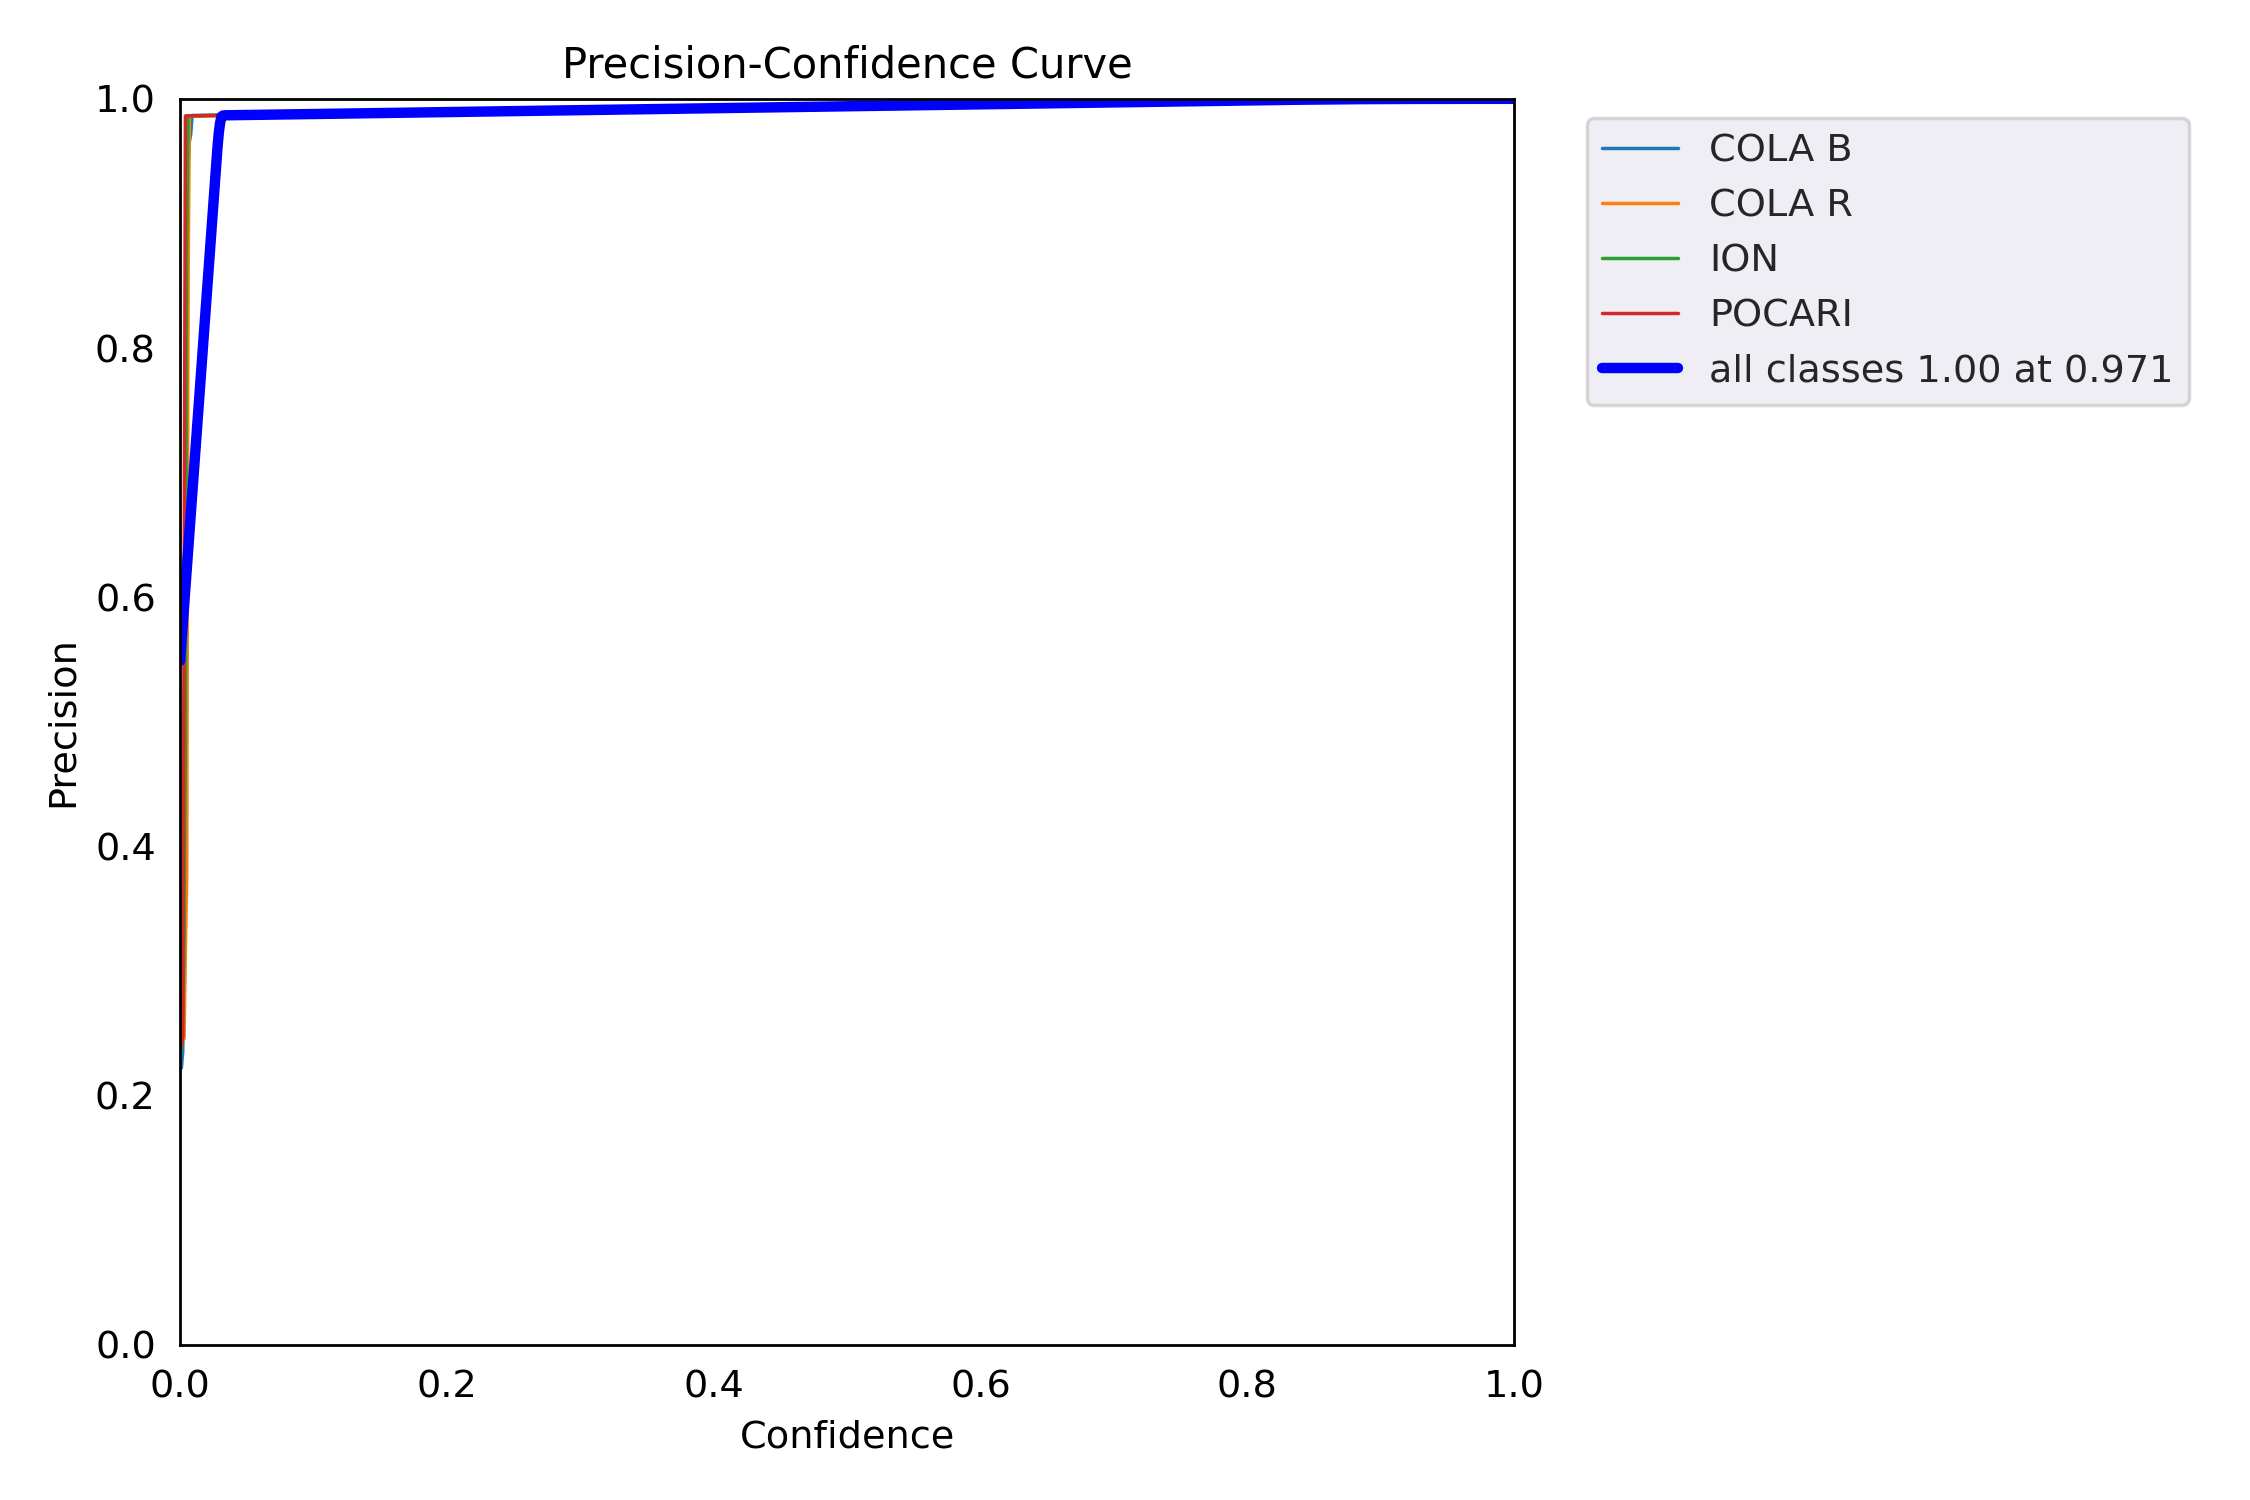 Precision-Confidence Curve
1.0
0.8
0.6
0.4
0.2
0.0
Precision
0.0 0.2 0.4 0.6 0.8 1.0
Confidence
COLA B
COLA R
ION
POCARI
all classes 1.00 at 0.971